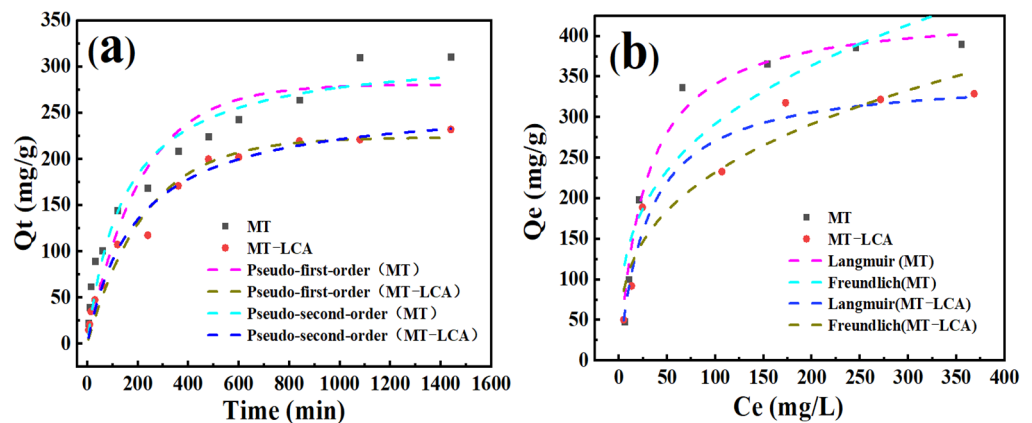 (a)
Qt (mg/g)
350
300
250
200
150
100
50
0
MT
MT-LCA
Pseudo-first-order（MT）
Pseudo-first-order（MT-LCA）
Pseudo-second-order（MT）
Pseudo-second-order（MT-LCA）
0 200 400 600 800 1000 1200 1400 1600
Time (min)
(b)
Qe (mg/g)
450
400
350
300
250
200
150
100
50
0
MT
MT-LCA
Langmuir (MT)
Freundlich(MT)
Langmuir(MT-LCA)
Freundlich(MT-LCA)
0 50 100 150 200 250 300 350 400
Ce (mg/L)